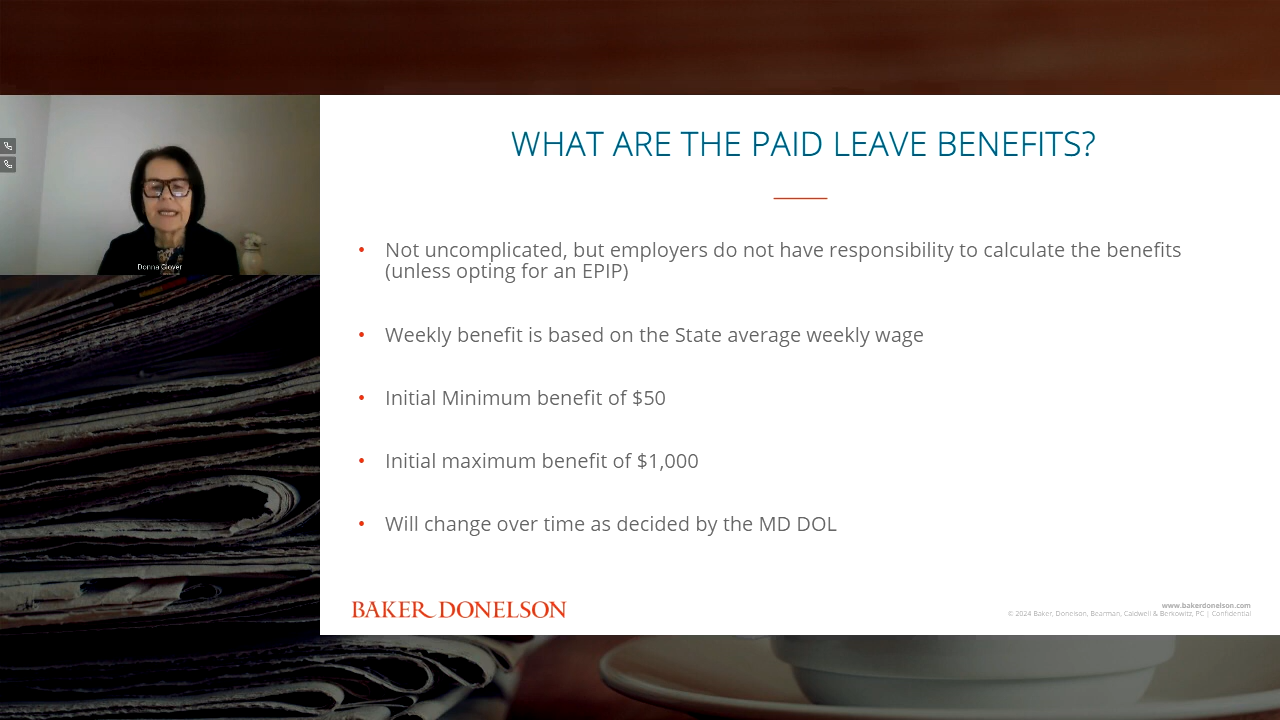 WHAT ARE THE PAID LEAVE BENEFITS?
Donna Glover
• Not uncomplicated, but employers do not have responsibility to calculate the benefits
(unless opting for an EPIP)
• Weekly benefit is based on the State average weekly wage
• Initial Minimum benefit of $50
• Initial maximum benefit of $1,000
• Will change over time as decided by the MD DOL
BAKER DONELSON
www.bakerdonelson.com
© 2024 Baker, Donelson, Bearman, Caldwell & Berkowitz, PC | Confidential